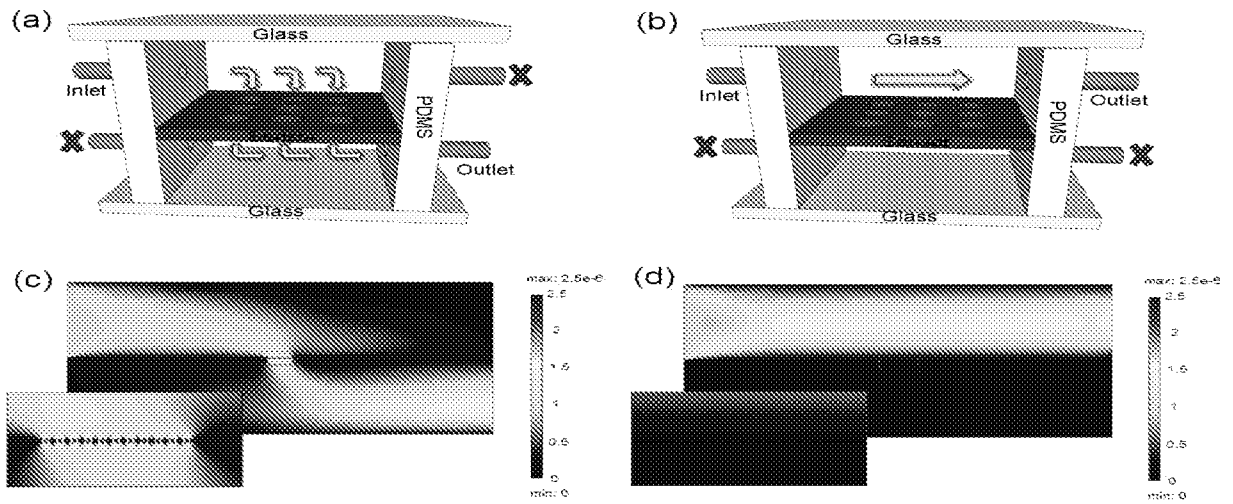 (a)
Glass
Inlet
PDMS
Outlet
Glass
(b)
Glass
Inlet
Outlet
PDMS
Glass
(c)
2.5
2
1.5
1
0.5
0
min: 0
(d)
2.5
2
1.5
1
0.5
0
min: 0